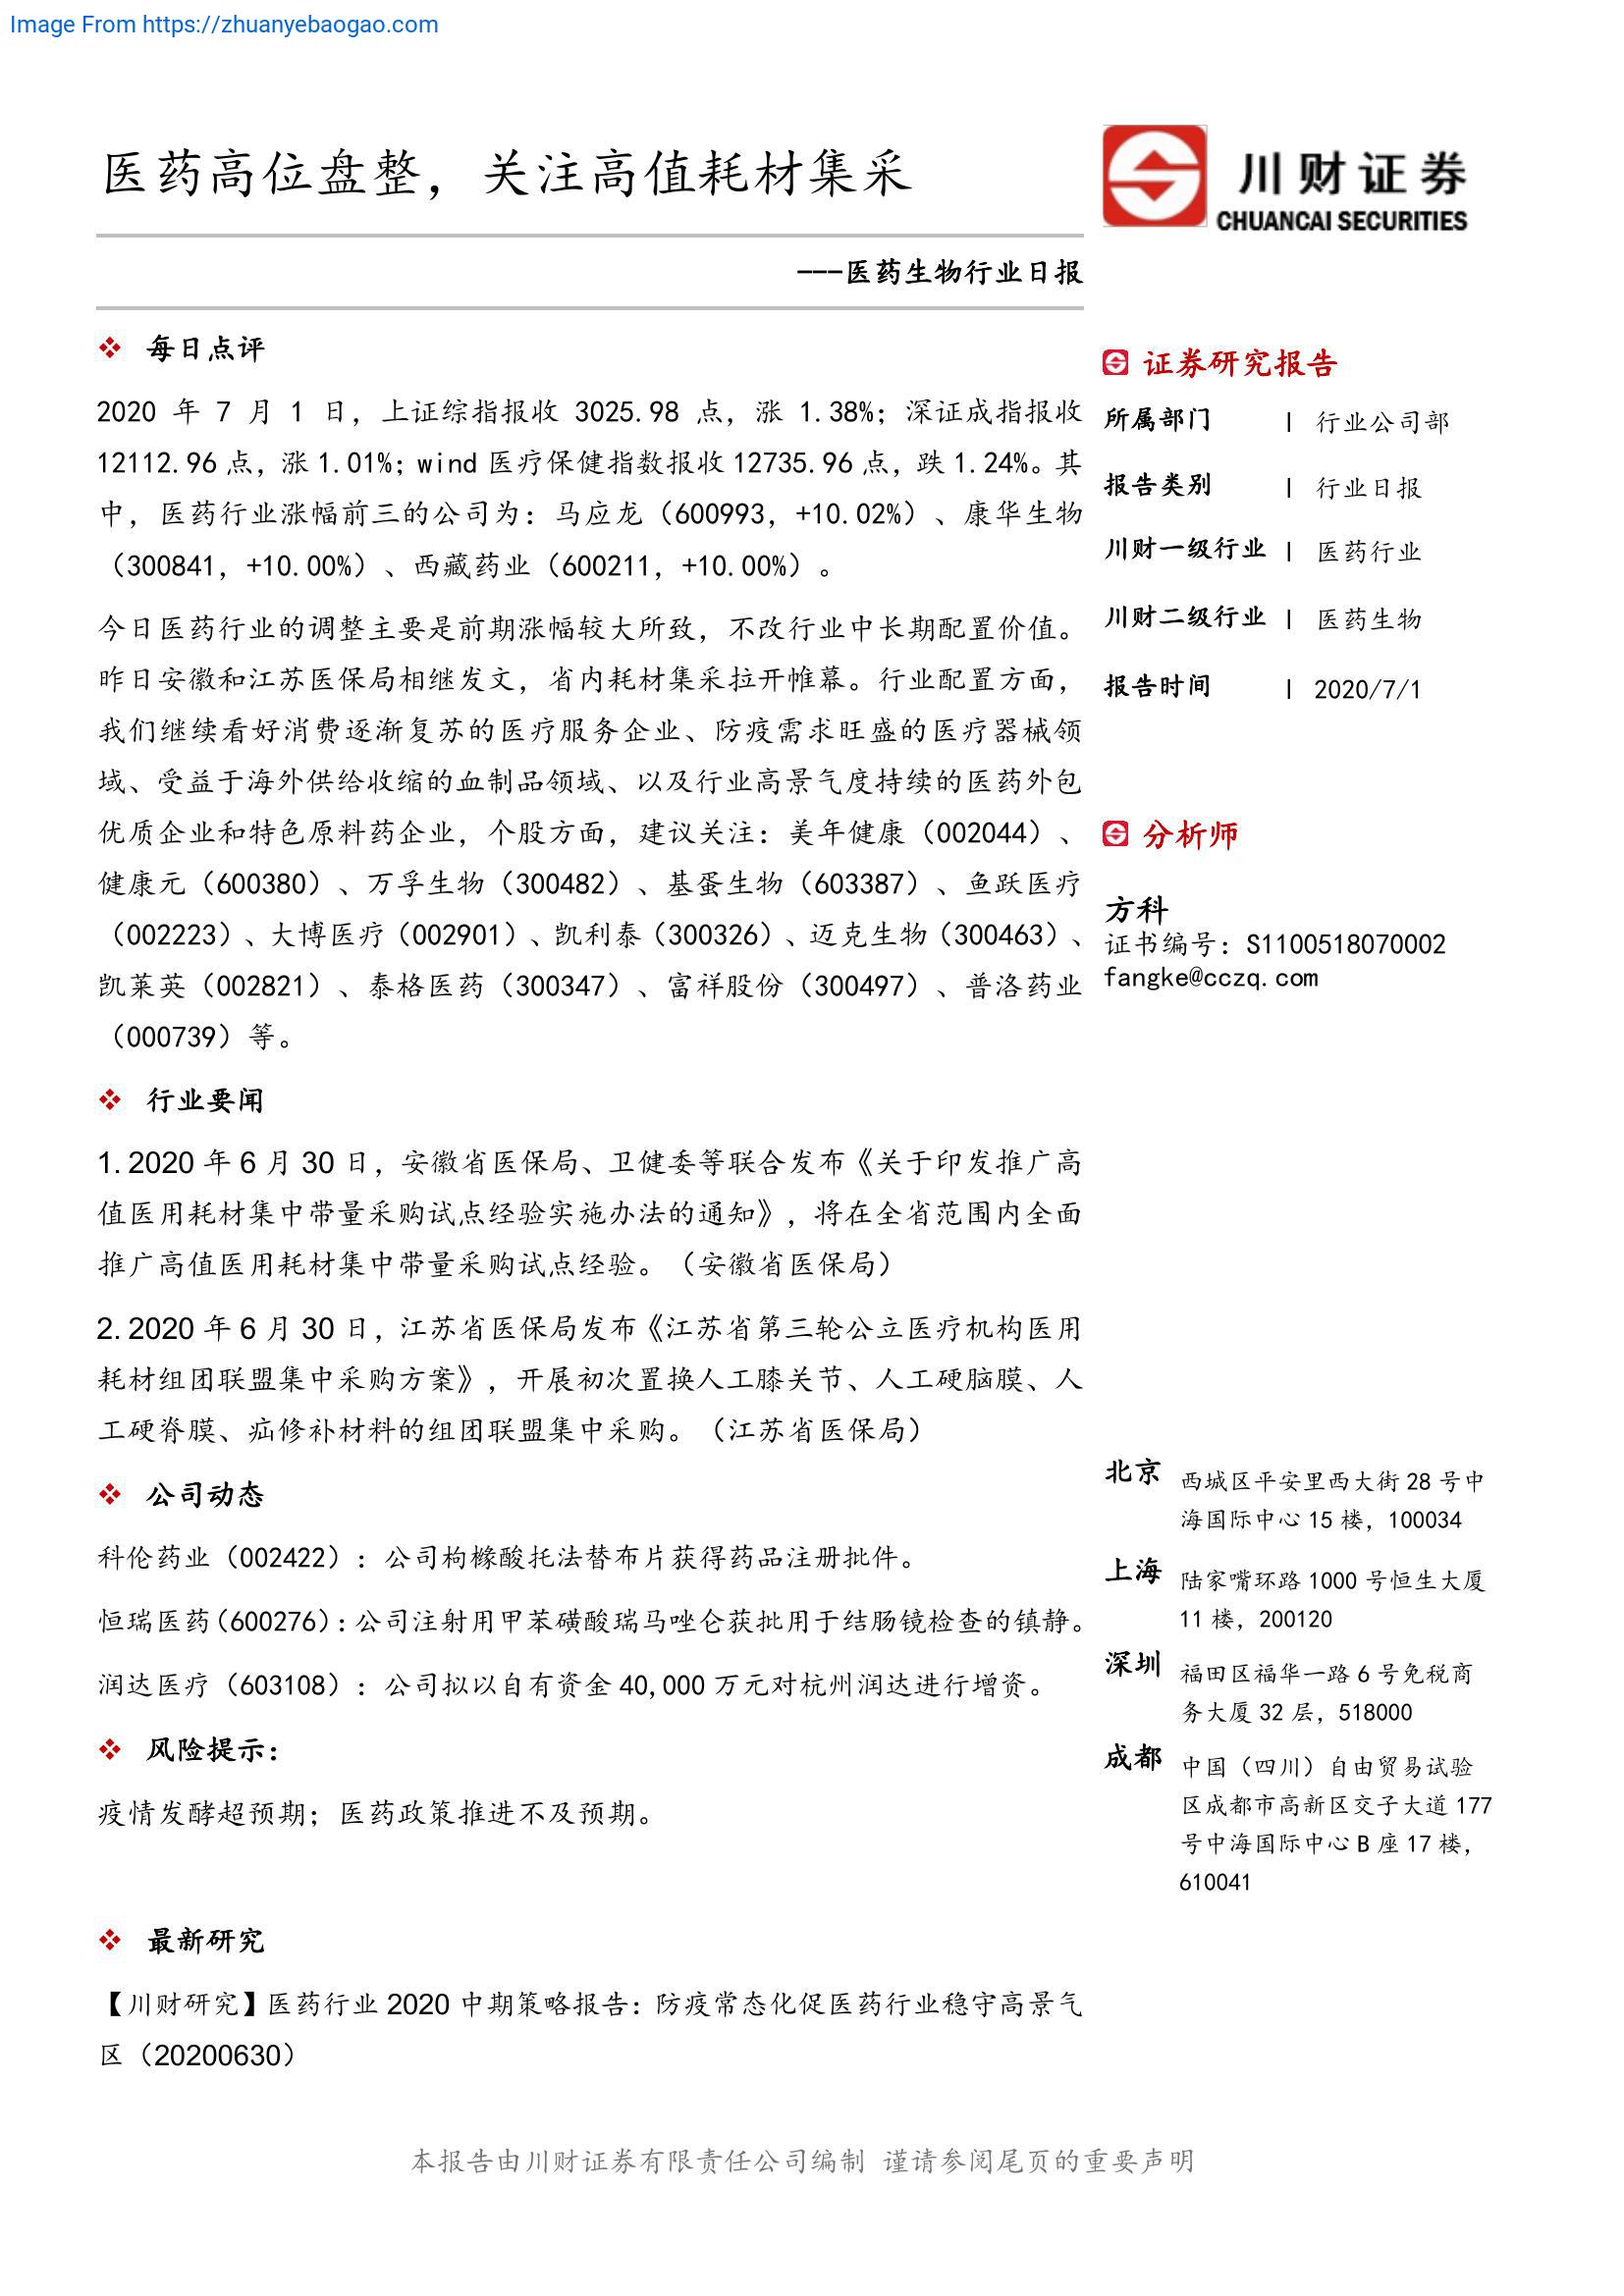 Image From https://zhuanyebaogao.com
医药高位盘整，关注高值耗材集采
川财证券
CHUANCAI SECURITIES
---医药生物行业日报
❖ 每日点评
2020 年 7 月 1 日，上证综指报收 3025.98 点，涨 1.38%；深证成指报收
12112.96 点，涨 1.01%；wind 医疗保健指数报收 12735.96 点，跌 1.24%。其
中，医药行业涨幅前三的公司为：马应龙（600993，+10.02%）、康华生物
（300841，+10.00%）、西藏药业（600211，+10.00%）。
今日医药行业的调整主要是前期涨幅较大所致，不改行业中长期配置价值。
昨日安徽和江苏医保局相继发文，省内耗材集采拉开帷幕。行业配置方面，
我们继续看好消费逐渐复苏的医疗服务企业、防疫需求旺盛的医疗器械领
域、受益于海外供给收缩的血制品领域、以及行业高景气度持续的医药外包
优质企业和特色原料药企业，个股方面，建议关注：美年健康（002044）、
健康元（600380）、万孚生物（300482）、基蛋生物（603387）、鱼跃医疗
（002223）、大博医疗（002901）、凯利泰（300326）、迈克生物（300463）、
凯莱英（002821）、泰格医药（300347）、富祥股份（300497）、普洛药业
（000739）等。
❖ 行业要闻
1. 2020 年 6 月 30 日，安徽省医保局、卫健委等联合发布《关于印发推广高
值医用耗材集中带量采购试点经验实施办法的通知》，将在全省范围内全面
推广高值医用耗材集中带量采购试点经验。（安徽省医保局）
2. 2020 年 6 月 30 日，江苏省医保局发布《江苏省第三轮公立医疗机构医用
耗材组团联盟集中采购方案》，开展初次置换人工膝关节、人工硬脑膜、人
工硬脊膜、疝修补材料的组团联盟集中采购。（江苏省医保局）
❖ 公司动态
科伦药业（002422）：公司枸橼酸托法替布片获得药品注册批件。
恒瑞医药（600276）：公司注射用甲苯磺酸瑞马唑仑获批用于结肠镜检查的镇静。
润达医疗（603108）：公司拟以自有资金 40,000 万元对杭州润达进行增资。
❖ 风险提示：
疫情发酵超预期；医药政策推进不及预期。
❖ 最新研究
【川财研究】医药行业 2020 中期策略报告：防疫常态化促医药行业稳守高景气
区（20200630）
证券研究报告
所属部门 | 行业公司部
报告类别 | 行业日报
川财一级行业 | 医药行业
川财二级行业 | 医药生物
报告时间 | 2020/7/1
分析师
方科
证书编号：S1100518070002
fangke@cczq.com
北京 西城区平安里西大街 28 号中
海国际中心 15 楼，100034
上海 陆家嘴环路 1000 号恒生大厦
11 楼，200120
深圳 福田区福华一路 6 号免税商
务大厦 32 层，518000
成都 中国（四川）自由贸易试验
区成都市高新区交子大道 177
号中海国际中心 B 座 17 楼，
610041
本报告由川财证券有限责任公司编制 谨请参阅尾页的重要声明